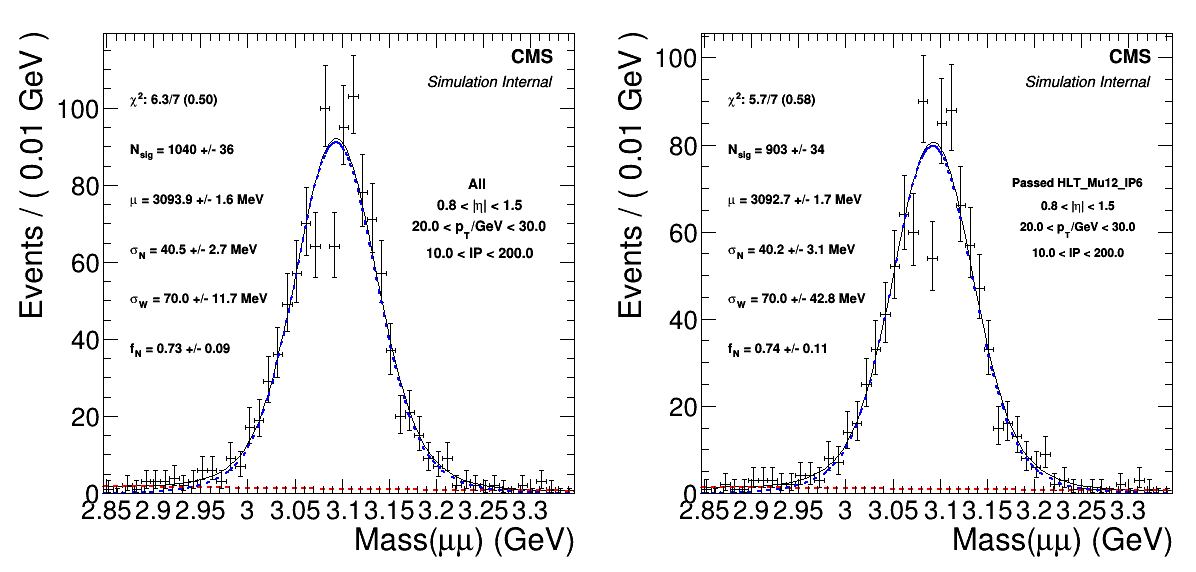 Events / ( 0.01 GeV )
CMS
Simulation Internal
χ²: 6.3/7 (0.50)
N_sig = 1040 +/- 36
μ = 3093.9 +/- 1.6 MeV
σ_N = 40.5 +/- 2.7 MeV
σ_W = 70.0 +/- 11.7 MeV
f_N = 0.73 +/- 0.09
All
0.8 < |η| < 1.5
20.0 < p_T/GeV < 30.0
10.0 < IP < 200.0
100
80
60
40
20
0
2.85 2.9 2.95 3 3.05 3.1 3.15 3.2 3.25 3.3
Mass(μμ) (GeV)
Events / ( 0.01 GeV )
CMS
Simulation Internal
χ²: 5.7/7 (0.58)
N_sig = 903 +/- 34
μ = 3092.7 +/- 1.7 MeV
σ_N = 40.2 +/- 3.1 MeV
σ_W = 70.0 +/- 42.8 MeV
f_N = 0.74 +/- 0.11
Passed HLT_Mu12_IP6
0.8 < |η| < 1.5
20.0 < p_T/GeV < 30.0
10.0 < IP < 200.0
100
80
60
40
20
0
2.85 2.9 2.95 3 3.05 3.1 3.15 3.2 3.25 3.3
Mass(μμ) (GeV)